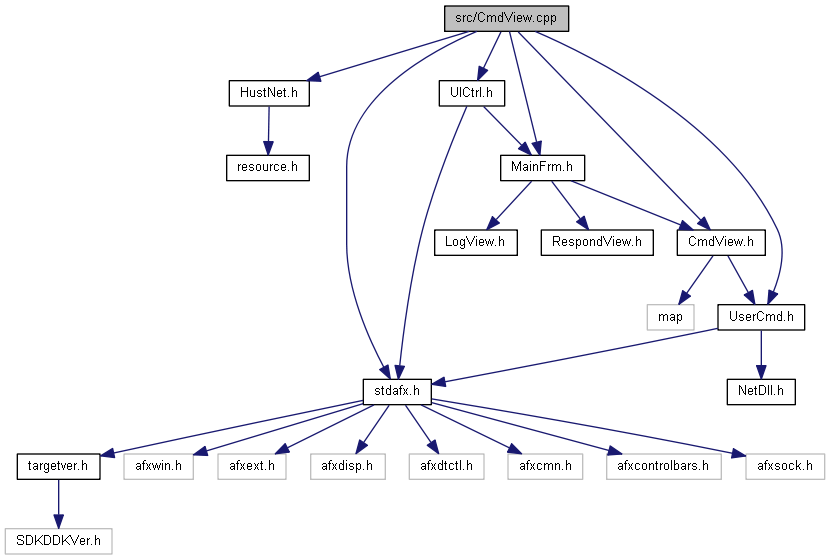 src/CmdView.cpp
HustNet.h
UICtrl.h
resource.h
MainFrm.h
LogView.h
RespondView.h
CmdView.h
map
UserCmd.h
stdafx.h
NetDll.h
targetver.h
afxwin.h
afxext.h
afxdisp.h
afxdtctl.h
afxcmn.h
afxcontrolbars.h
afxsock.h
SDKDDKVer.h